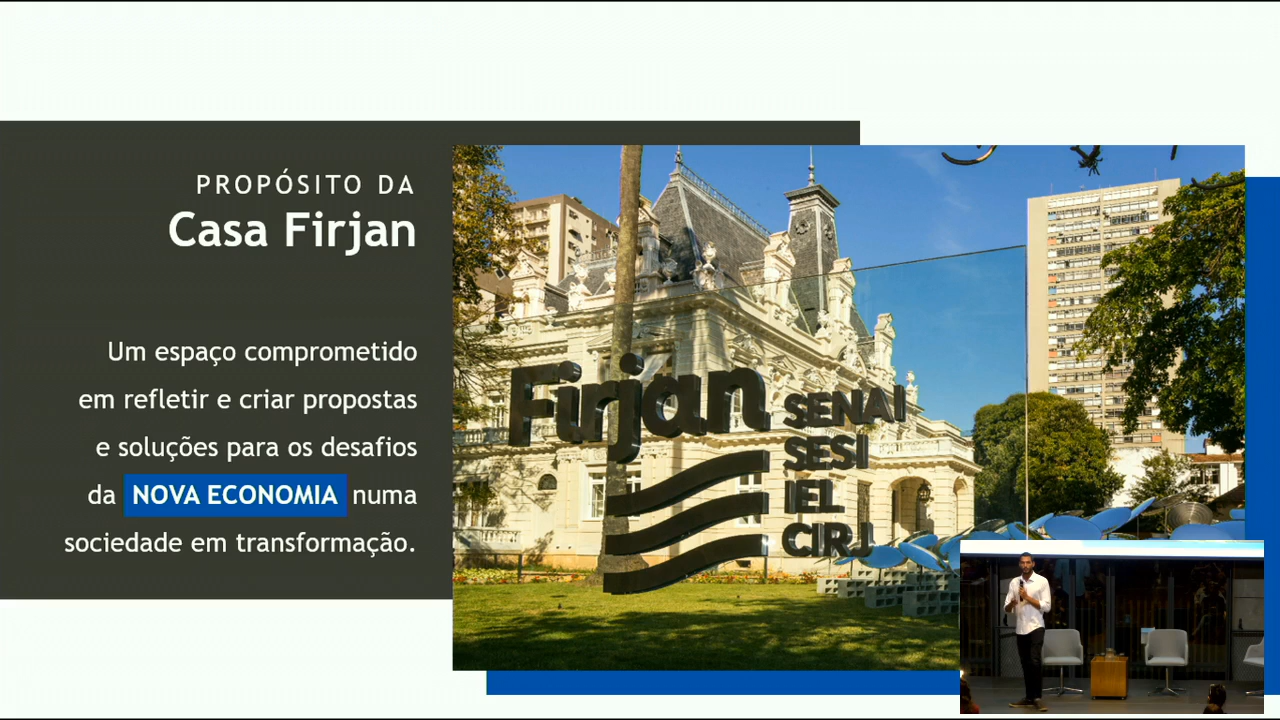 PROPÓSITO DA
Casa Firjan
Um espaço comprometido
em refletir e criar propostas
e soluções para os desafios
da NOVA ECONOMIA numa
sociedade em transformação.
Firjan
SENAI
SESI
IEL
CIRJ